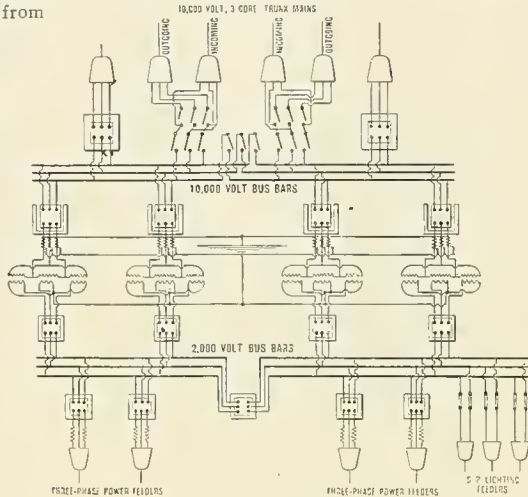 from
10,000 VOLT, 3 CORE TRUNK MAINS
OUTGOING
INCOMING
INCOMING
OUTGOING
10,000 VOLT BUS BARS
2,000 VOLT BUS BARS
THREE-PHASE POWER FEEDERS
THREE-PHASE POWER FEEDERS
LIGHTING
FEEDERS